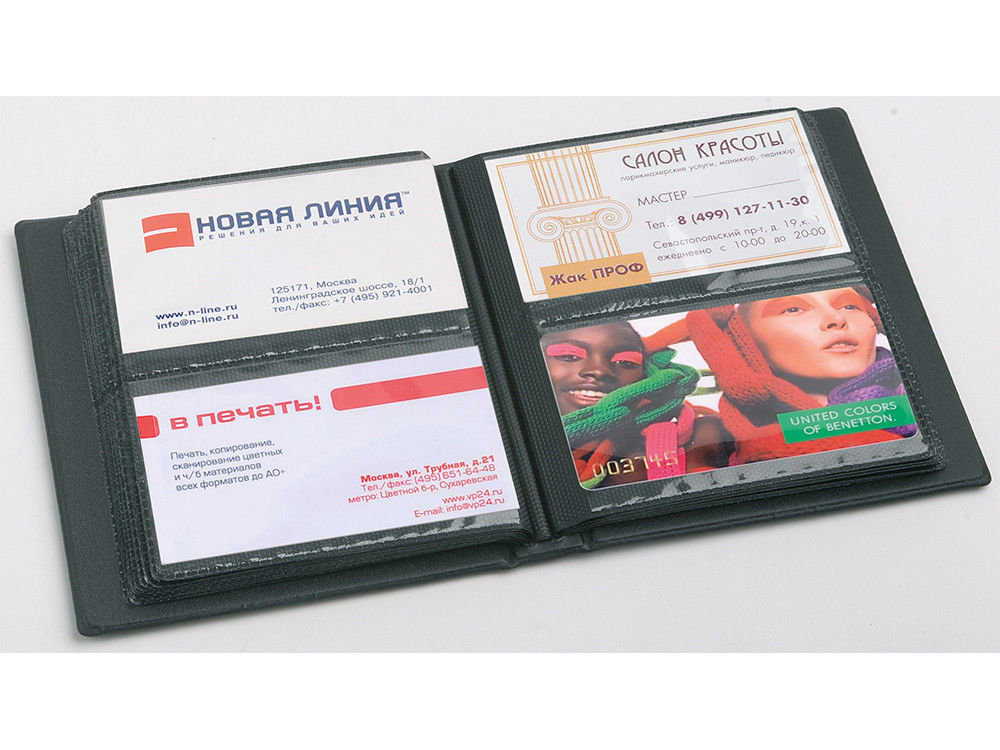 НОВАЯ ЛИНИЯ™
РЕШЕНИЯ ДЛЯ ВАШИХ ИДЕЙ
www.n-line.ru
info@n-line.ru
125171, Москва
Ленинградское шоссе, 18/1
тел./факс: +7 (495) 921-4001
в печать!
Печать, копирование,
сканирование цветных
и ч/б материалов
всех форматов до АО+
Москва, ул. Трубная, д.21
Тел./факс: (495) 651-64-48
метро: Цветной б-р, Сухаревская
www.vp24.ru
E-mail: info@vp24.ru
САЛОН КРАСОТЫ
парикмахерские услуги, маникюр, педикюр
МАСТЕР
Тел.: 8 (499) 127-11-30
Севастопольский пр-т, д. 19,к. 1
ежедневно с 10-00 до 20-00
Жак ПРОФ
UNITED COLORS
OF BENETTON.
003745